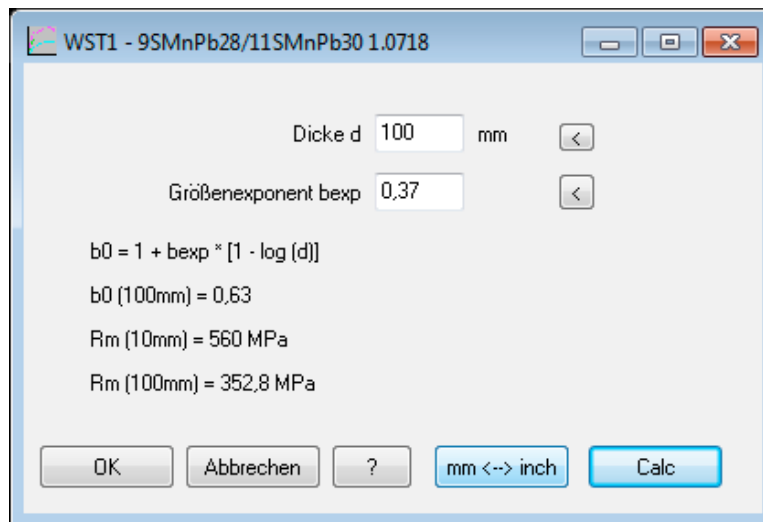 WST1 - 9SMnPb28/11SMnPb30 1.0718
Dicke d 100 mm <
Größenexponent bexp 0,37 <
b0 = 1 + bexp * [1 - log (d)]
b0 (100mm) = 0,63
Rm (10mm) = 560 MPa
Rm (100mm) = 352,8 MPa
OK Abbrechen ? mm <--> inch Calc